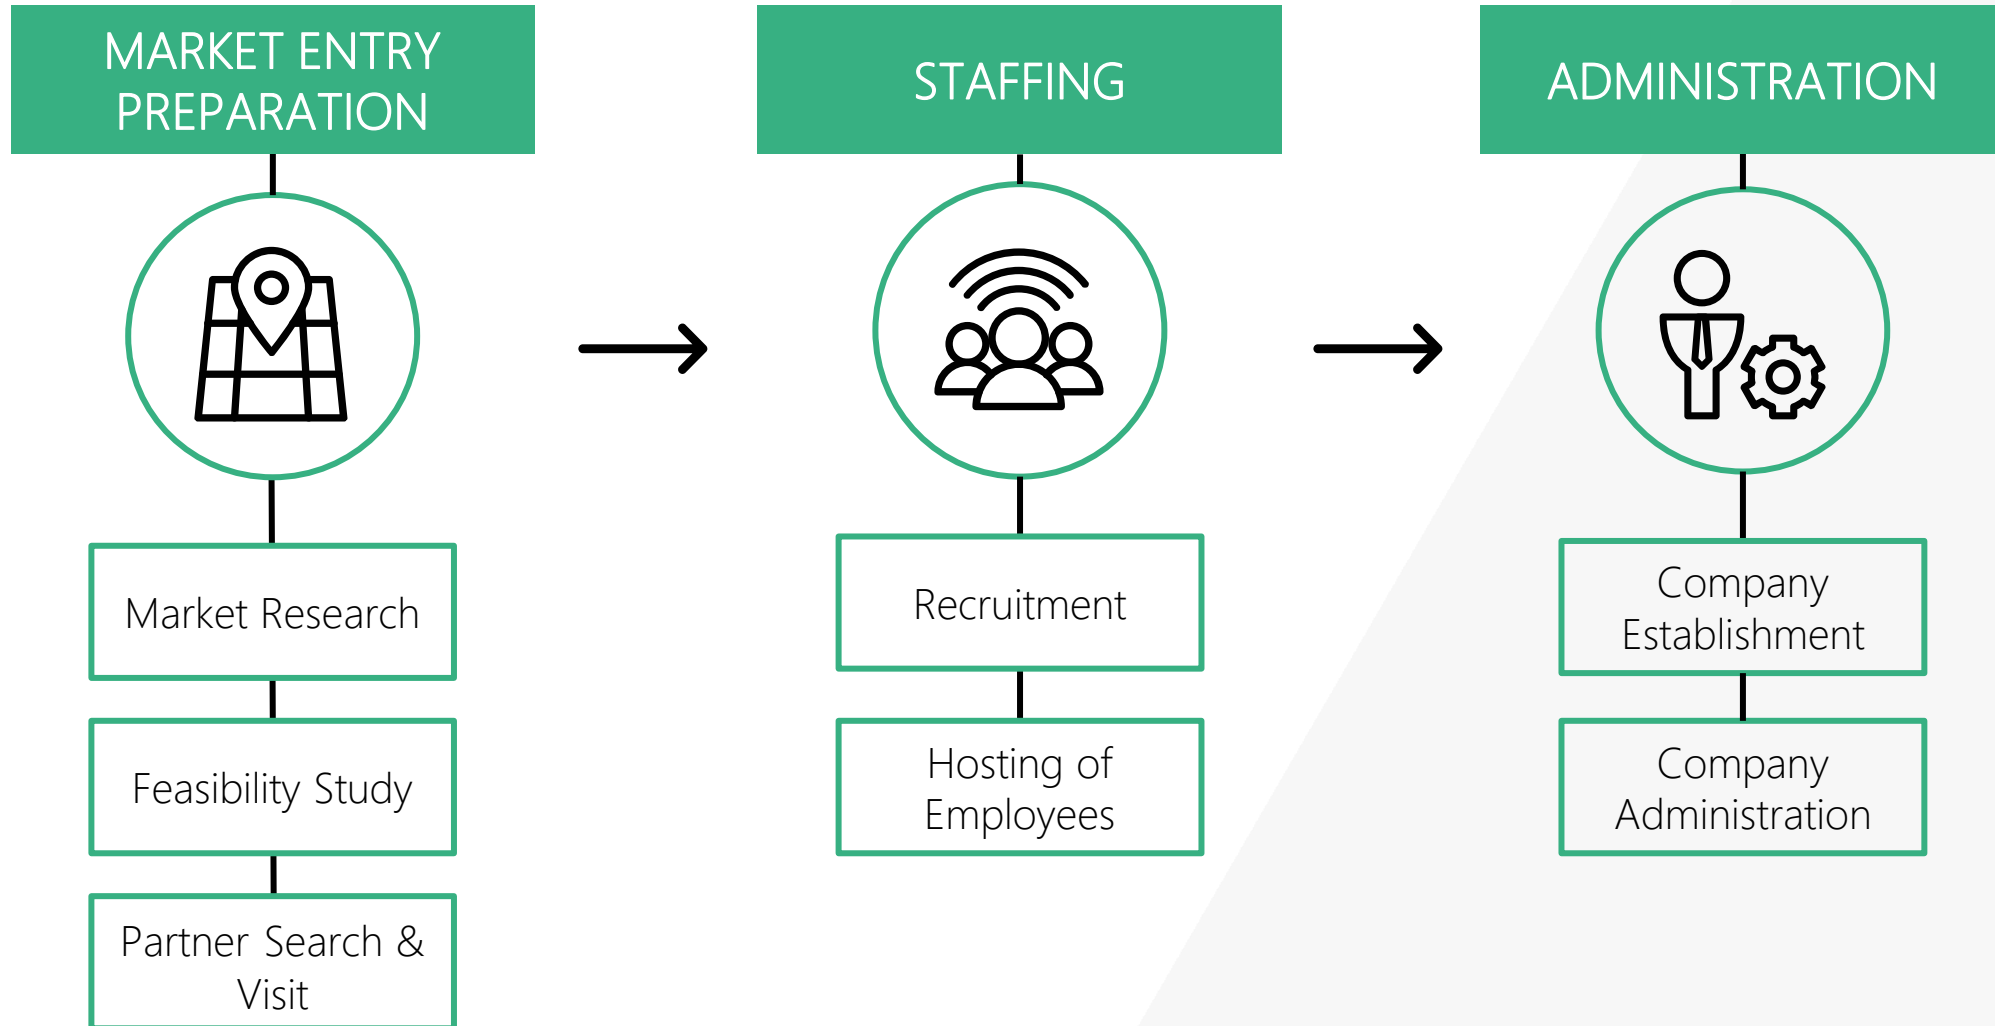 MARKET ENTRY
PREPARATION
Market Research
Feasibility Study
Partner Search &
Visit
STAFFING
Recruitment
Hosting of
Employees
ADMINISTRATION
Company
Establishment
Company
Administration